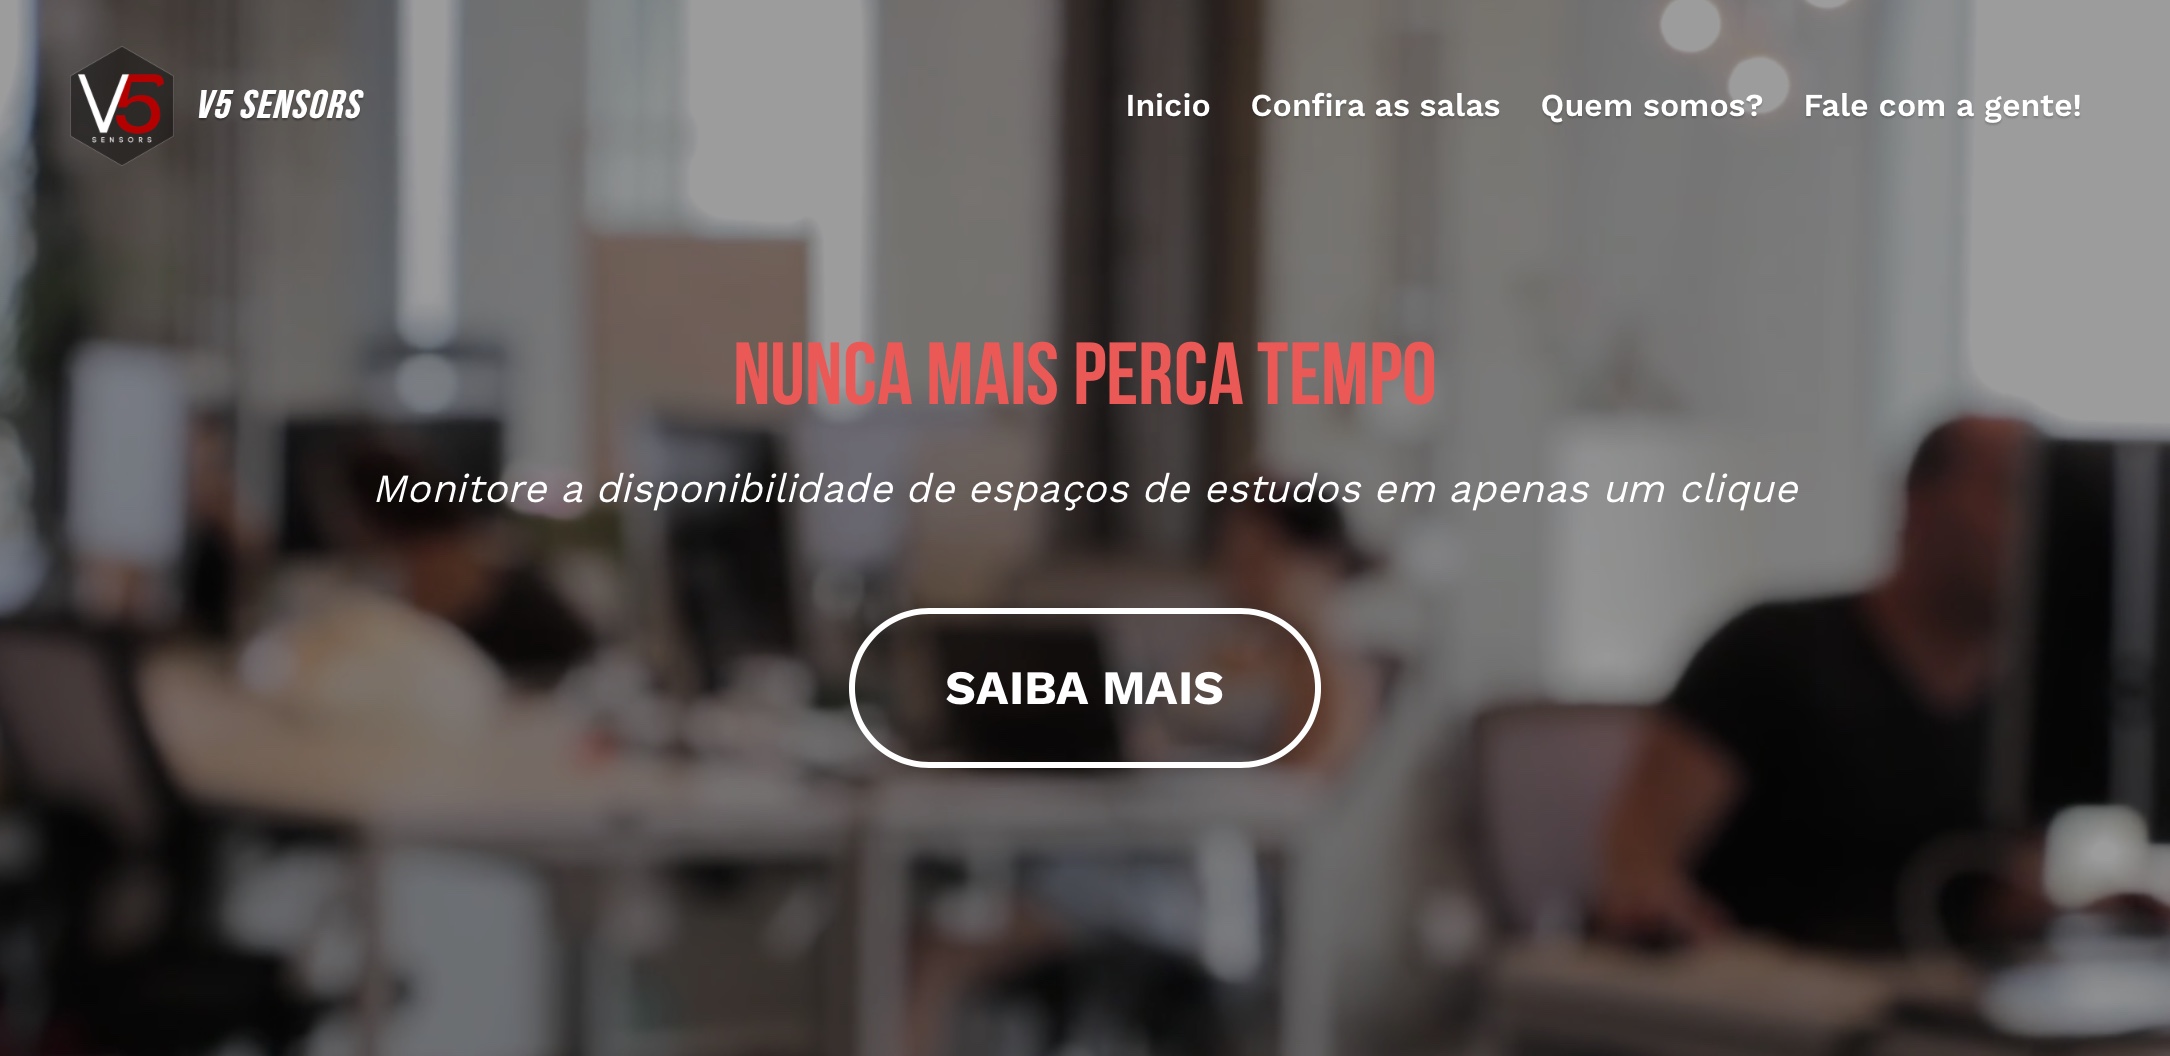 V5
SENSORS
V5 SENSORS
Inicio Confira as salas Quem somos? Fale com a gente!
NUNCA MAIS PERCA TEMPO
Monitore a disponibilidade de espaços de estudos em apenas um clique
SAIBA MAIS